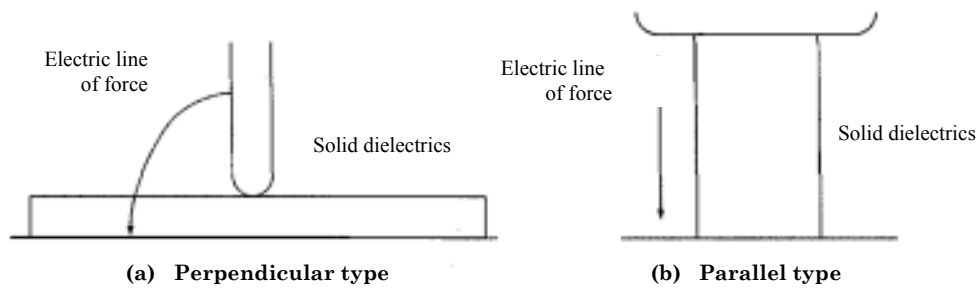 Electric line
of force
Solid dielectrics
(a) Perpendicular type
Electric line
of force
Solid dielectrics
(b) Parallel type